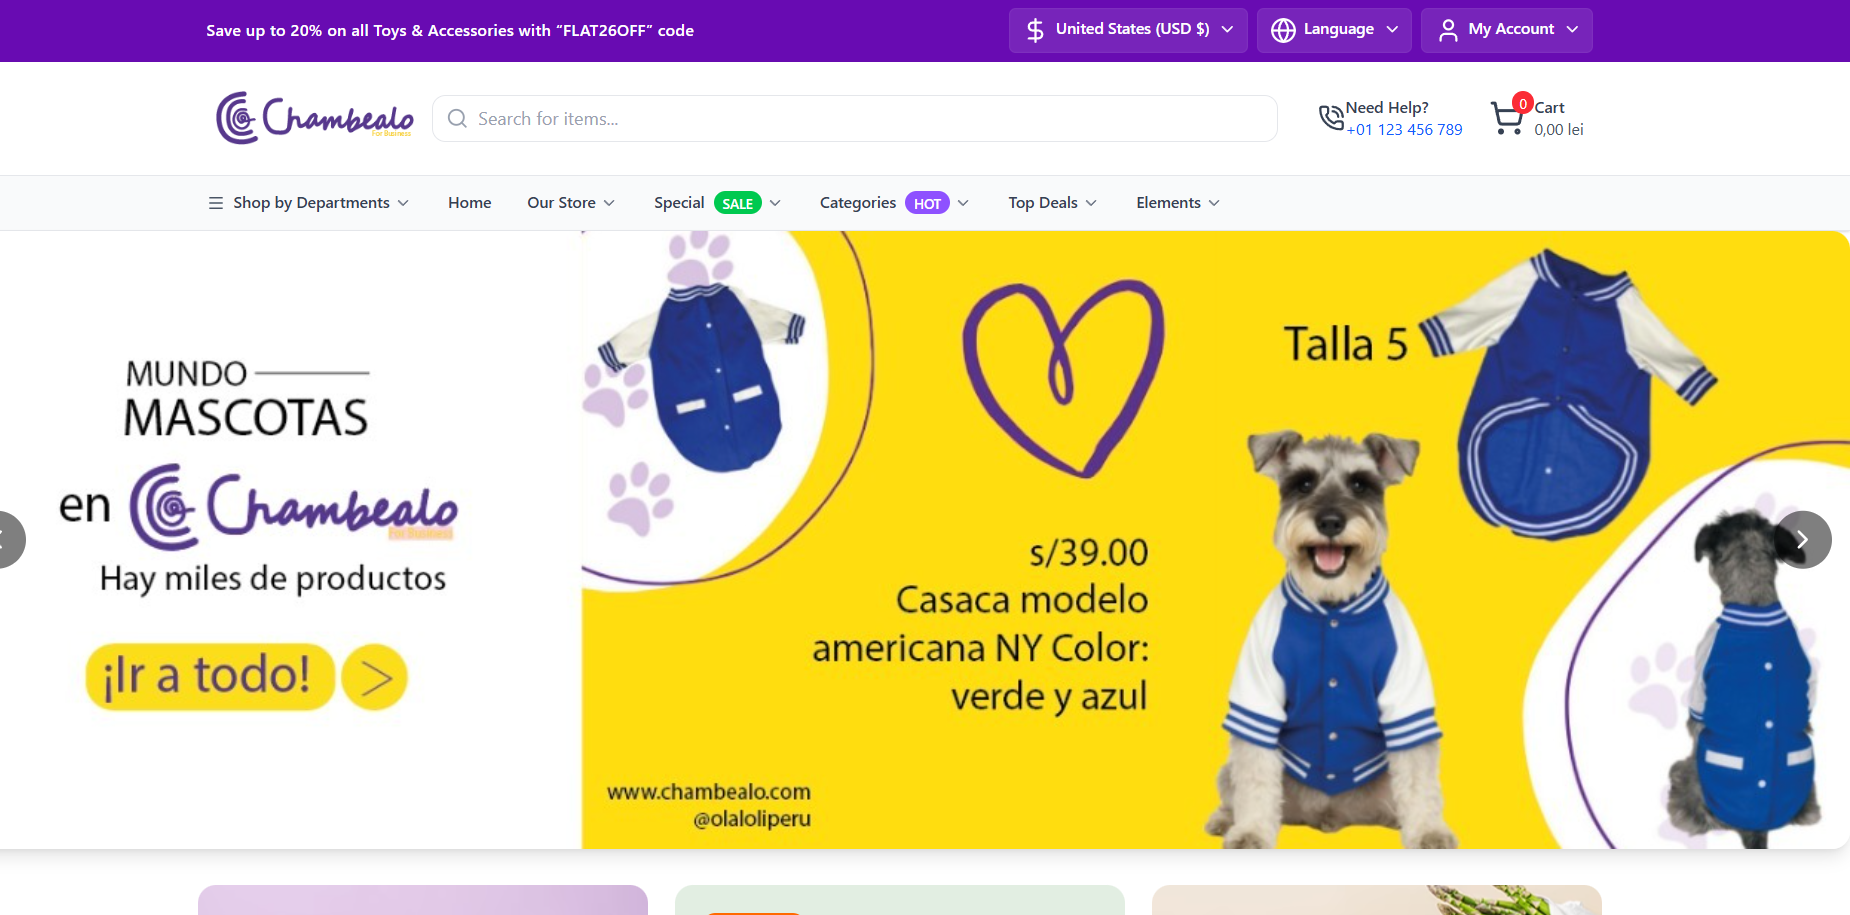 Save up to 20% on all Toys & Accessories with “FLAT26OFF” code
United States (USD $)
Language
My Account
Chambealo
For Business
Search for items...
Need Help?
+01 123 456 789
0
Cart
0,00 lei
Shop by Departments
Home
Our Store
Special SALE
Categories HOT
Top Deals
Elements
MUNDO
MASCOTAS
en Chambealo
For Business
Hay miles de productos
¡Ir a todo! >
Talla 5
s/39.00
Casaca modelo
americana NY Color:
verde y azul
www.chambealo.com
@olaloliperu